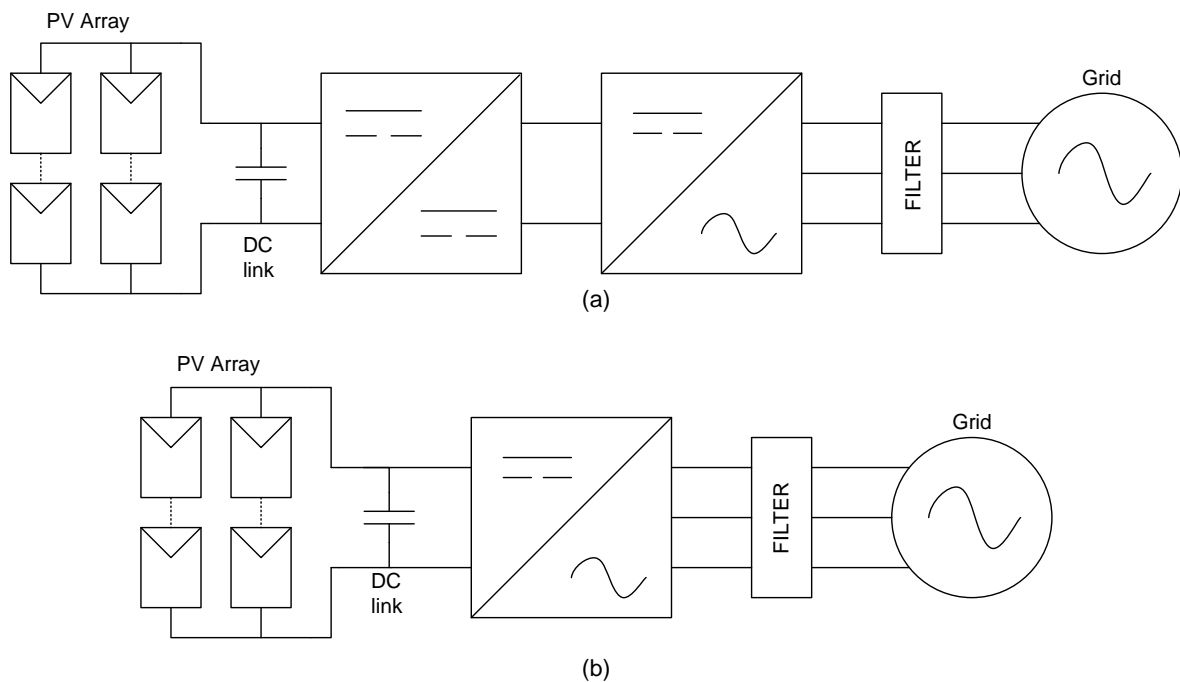 PV Array
Grid
FILTER
DC
link
(a)
PV Array
Grid
FILTER
DC
link
(b)